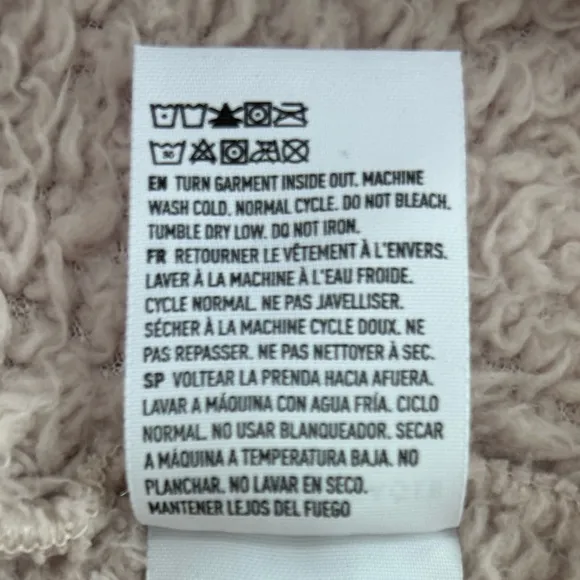 EN TURN GARMENT INSIDE OUT. MACHINE
WASH COLD. NORMAL CYCLE. DO NOT BLEACH.
TUMBLE DRY LOW. DO NOT IRON.
FR RETOURNER LE VÊTEMENT À L'ENVERS.
LAVER À LA MACHINE À L'EAU FROIDE.
CYCLE NORMAL. NE PAS JAVELLISER.
SÉCHER À LA MACHINE CYCLE DOUX. NE
PAS REPASSER. NE PAS NETTOYER À SEC.
SP VOLTEAR LA PRENDA HACIA AFUERA.
LAVAR A MÁQUINA CON AGUA FRÍA. CICLO
NORMAL. NO USAR BLANQUEADOR. SECAR
A MÁQUINA A TEMPERATURA BAJA. NO
PLANCHAR. NO LAVAR EN SECO.
MANTENER LEJOS DEL FUEGO